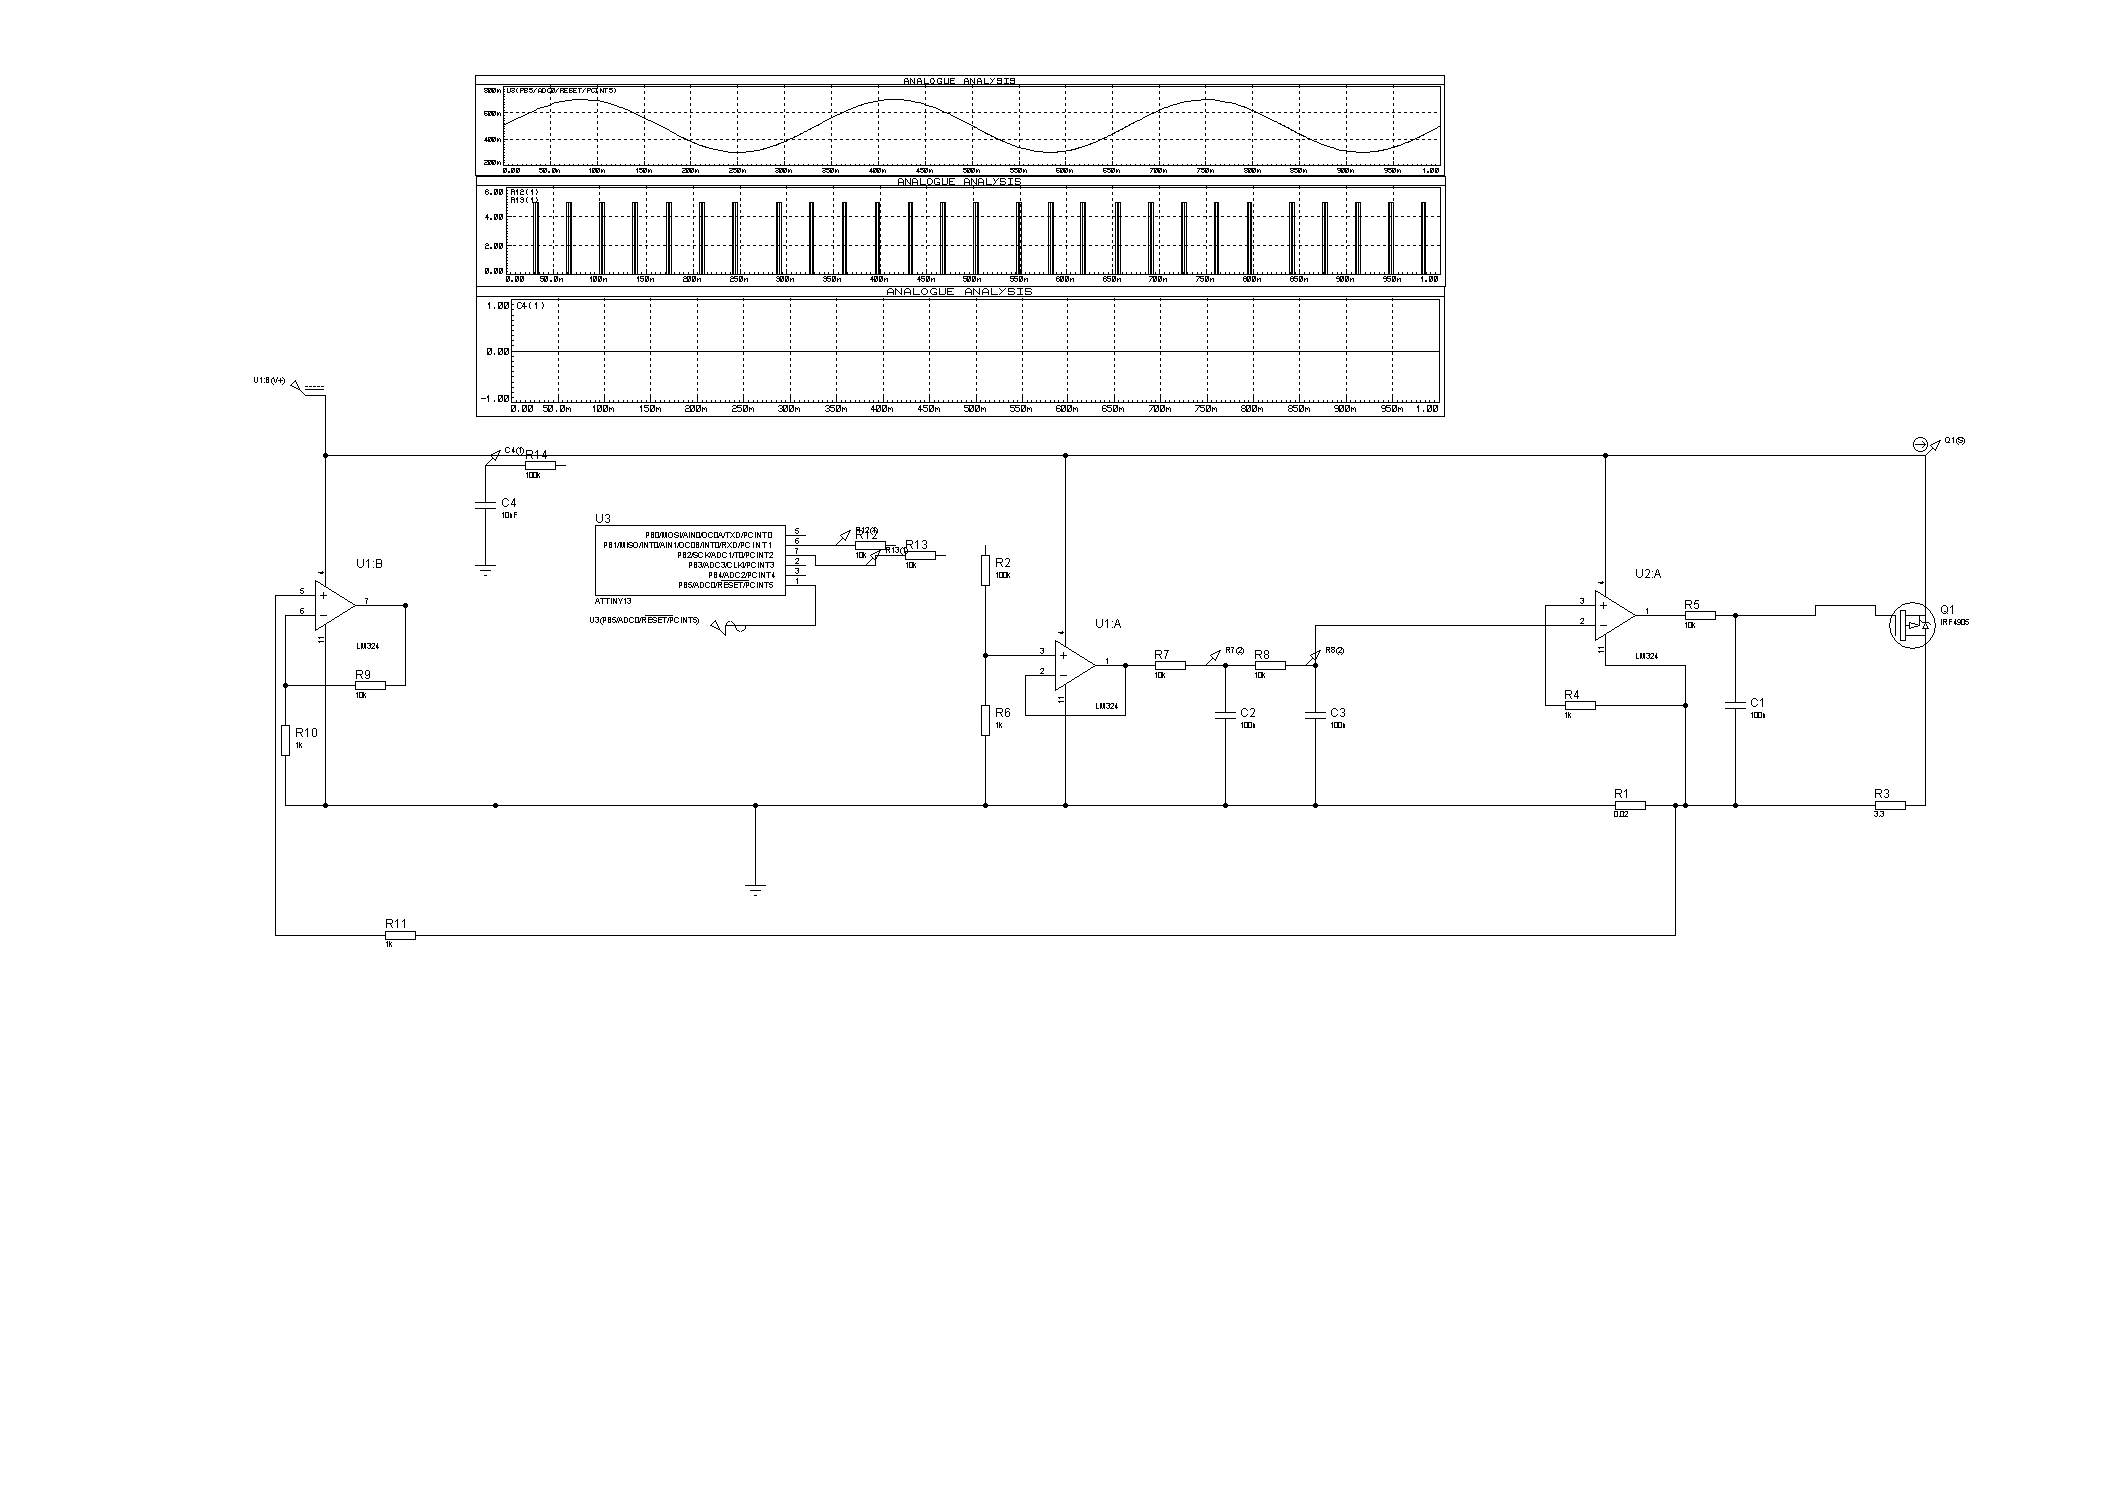 ANALOGUE ANALYSIS
800m
U3(PB5/ADC0/RESET/PCINT5)
600m
400m
200m
0.00 50.0m 100m 150m 200m 250m 300m 350m 400m 450m 500m 550m 600m 650m 700m 750m 800m 850m 900m 950m 1.00
ANALOGUE ANALYSIS
6.00
R12(1)
R13(1)
4.00
2.00
0.00
0.00 50.0m 100m 150m 200m 250m 300m 350m 400m 450m 500m 550m 600m 650m 700m 750m 800m 850m 900m 950m 1.00
ANALOGUE ANALYSIS
1.00
C4(1)
0.00
-1.00
0.00 50.0m 100m 150m 200m 250m 300m 350m 400m 450m 500m 550m 600m 650m 700m 750m 800m 850m 900m 950m 1.00
U1:B(V+)
Q1(S)
C4(1)
R14
100k
C4
10uF
U3
PB0/MOSI/AIN0/OC0A/TXD/PCINT0
5
PB1/MISO/INT0/AIN1/OC0B/INT0/RXD/PCINT1
6
PB2/SCK/ADC1/T0/PCINT2
7
PB3/ADC3/CLKI/PCINT3
2
PB4/ADC2/PCINT4
3
PB5/ADC0/RESET/PCINT5
1
ATTINY13
U3(PB5/ADC0/RESET/PCINT5)
R12(1)
R12
10k
R13(1)
R13
10k
U1:B
5
6
7
4
11
LM324
R9
10k
R10
1k
R2
100k
R6
1k
U1:A
3
2
1
4
11
LM324
R7
10k
R7(2)
R8
10k
R8(2)
C2
100n
C3
100n
U2:A
3
2
1
4
11
LM324
R4
1k
R5
10k
C1
100n
Q1
IRF4905
R1
0.02
R3
3.3
R11
1k